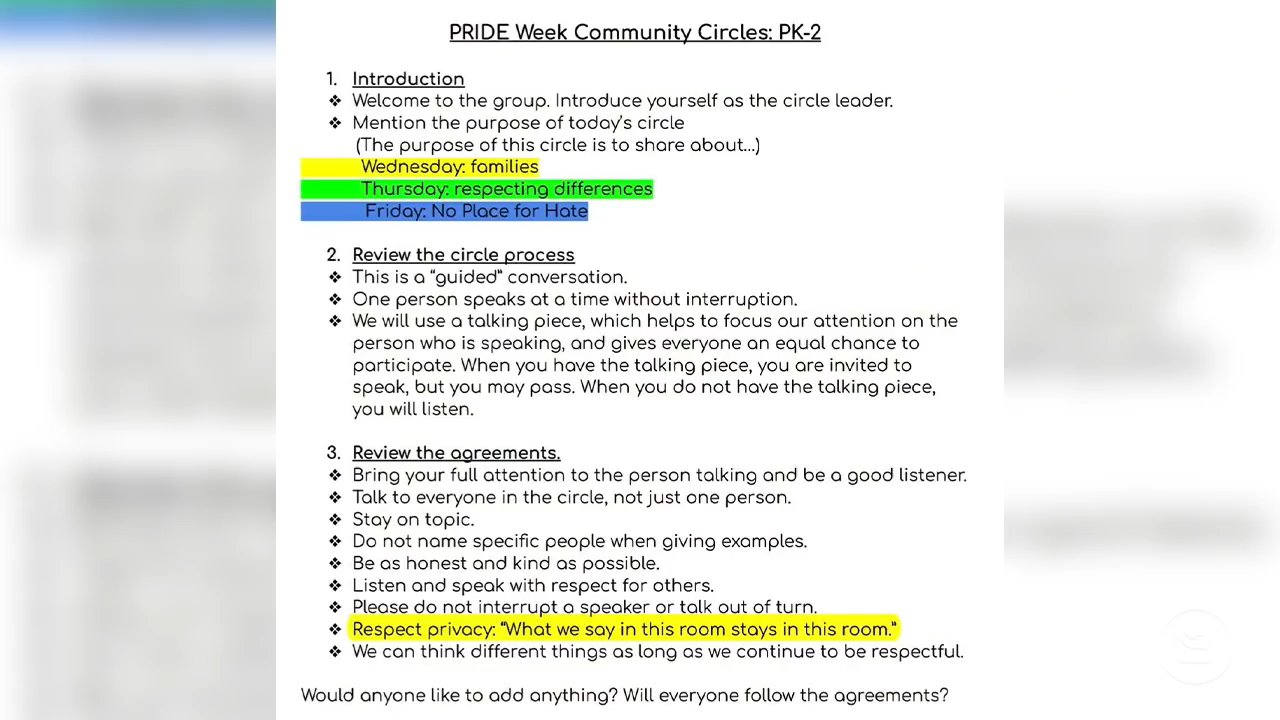 PRIDE Week Community Circles: PK-2
1. Introduction
❖ Welcome to the group. Introduce yourself as the circle leader.
❖ Mention the purpose of today's circle
(The purpose of this circle is to share about...)
Wednesday: families
Thursday: respecting differences
Friday: No Place for Hate
2. Review the circle process
❖ This is a "guided" conversation.
❖ One person speaks at a time without interruption.
❖ We will use a talking piece, which helps to focus our attention on the
person who is speaking, and gives everyone an equal chance to
participate. When you have the talking piece, you are invited to
speak, but you may pass. When you do not have the talking piece,
you will listen.
3. Review the agreements.
❖ Bring your full attention to the person talking and be a good listener.
❖ Talk to everyone in the circle, not just one person.
❖ Stay on topic.
❖ Do not name specific people when giving examples.
❖ Be as honest and kind as possible.
❖ Listen and speak with respect for others.
❖ Please do not interrupt a speaker or talk out of turn.
❖ Respect privacy: "What we say in this room stays in this room."
❖ We can think different things as long as we continue to be respectful.
Would anyone like to add anything? Will everyone follow the agreements?